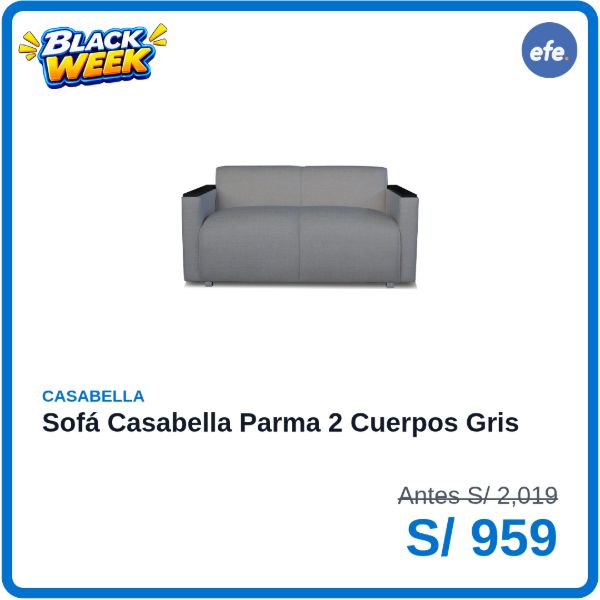 BLACK
WEEK
efe.
CASABELLA
Sofá Casabella Parma 2 Cuerpos Gris
Antes S/ 2,019
S/ 959